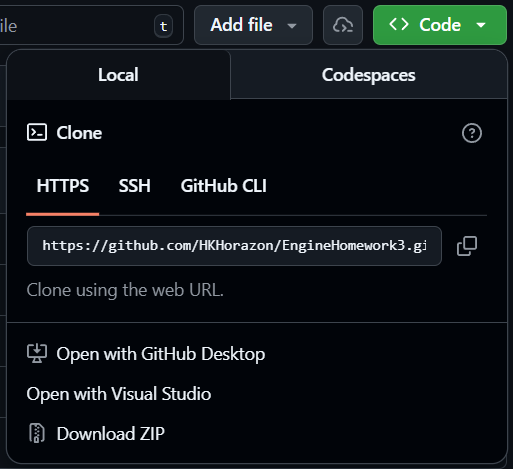 ile t Add file Code
Local Codespaces
Clone
HTTPS SSH GitHub CLI
https://github.com/HKHorazon/EngineHomework3.gi
Clone using the web URL.
Open with GitHub Desktop
Open with Visual Studio
Download ZIP